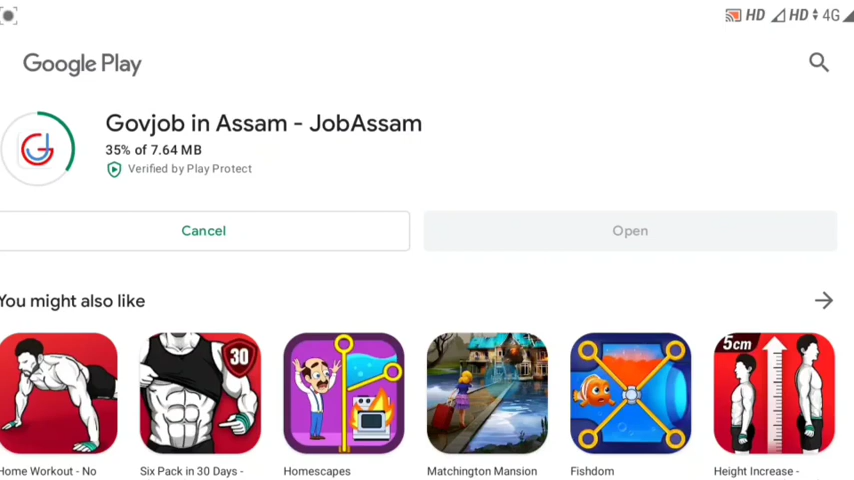 HD HD 4G
Google Play
Govjob in Assam - JobAssam
35% of 7.64 MB
Verified by Play Protect
Cancel Open
You might also like
30 5cm
Home Workout - No Six Pack in 30 Days - Homescapes Matchington Mansion Fishdom Height Increase -